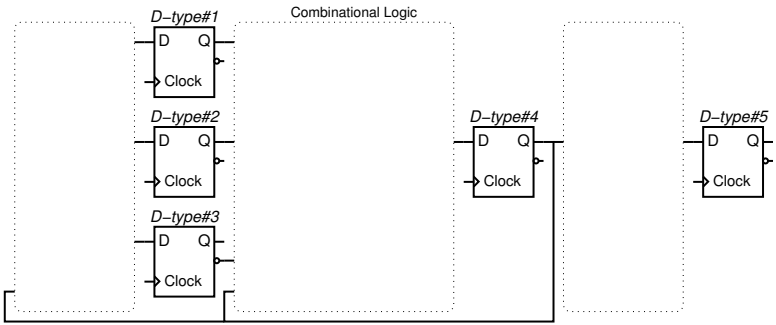 Combinational Logic
D-type#1
D Q
Clock
D-type#2
D Q
Clock
D-type#3
D Q
Clock
D-type#4
D Q
Clock
D-type#5
D Q
Clock